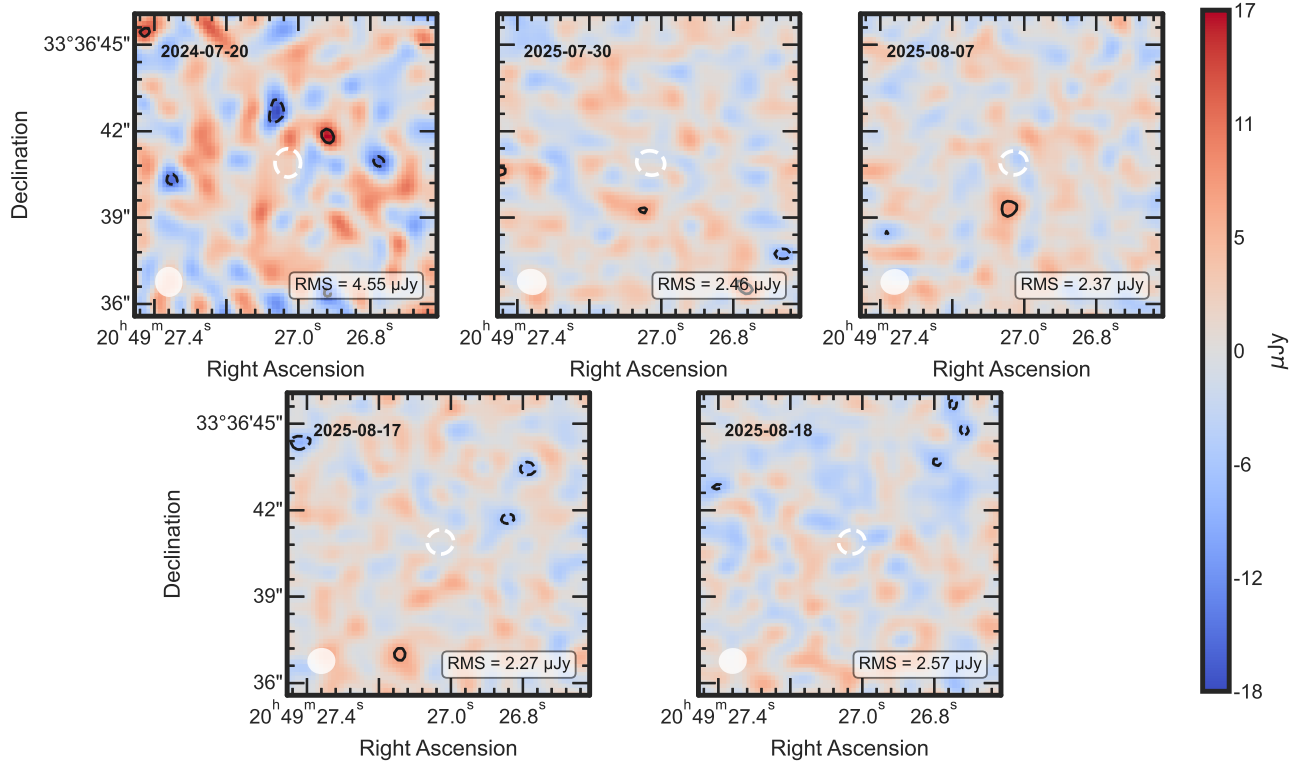 2024-07-20
2025-07-30
2025-08-07
33°36'45"
42"
39"
36"
Declination
RMS = 4.55 µJy
RMS = 2.46 µJy
RMS = 2.37 µJy
20ʰ49ᵐ27.4ˢ 27.0ˢ 26.8ˢ
20ʰ49ᵐ27.4ˢ 27.0ˢ 26.8ˢ
20ʰ49ᵐ27.4ˢ 27.0ˢ 26.8ˢ
Right Ascension
Right Ascension
Right Ascension
2025-08-17
2025-08-18
33°36'45"
42"
39"
36"
Declination
RMS = 2.27 µJy
RMS = 2.57 µJy
20ʰ49ᵐ27.4ˢ 27.0ˢ 26.8ˢ
20ʰ49ᵐ27.4ˢ 27.0ˢ 26.8ˢ
Right Ascension
Right Ascension
17
11
5
0
-6
-12
-18
µJy